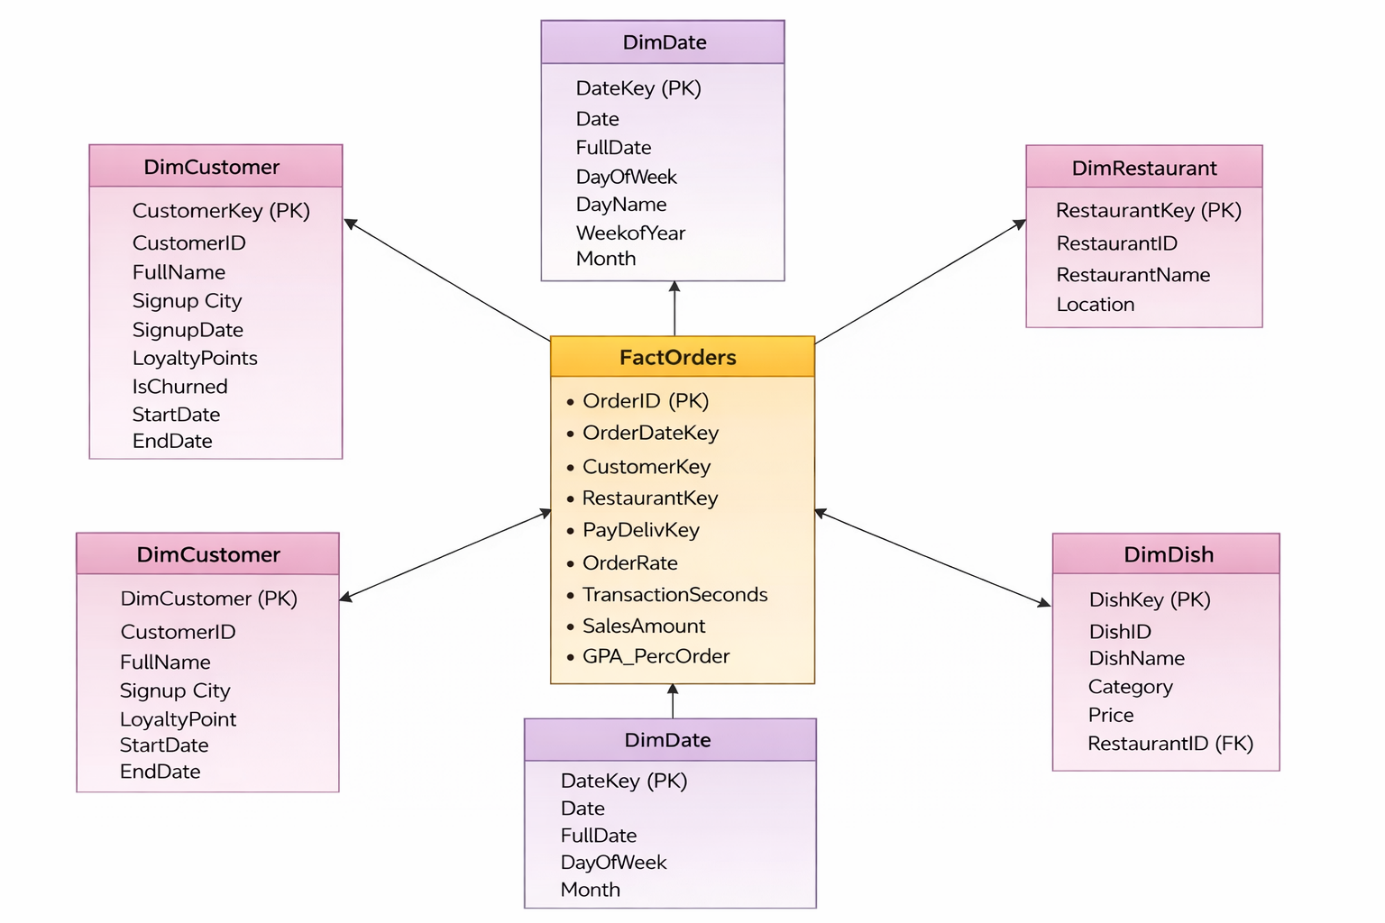 DimDate
DateKey (PK)
Date
FullDate
DayOfWeek
DayName
WeekofYear
Month
DimCustomer
CustomerKey (PK)
CustomerID
FullName
Signup City
SignupDate
LoyaltyPoints
IsChurned
StartDate
EndDate
DimRestaurant
RestaurantKey (PK)
RestaurantID
RestaurantName
Location
FactOrders
• OrderID (PK)
• OrderDateKey
• CustomerKey
• RestaurantKey
• PayDelivKey
• OrderRate
• TransactionSeconds
• SalesAmount
• GPA_PercOrder
DimCustomer
DimCustomer (PK)
CustomerID
FullName
Signup City
LoyaltyPoint
StartDate
EndDate
DimDish
DishKey (PK)
DishID
DishName
Category
Price
RestaurantID (FK)
DimDate
DateKey (PK)
Date
FullDate
DayOfWeek
Month